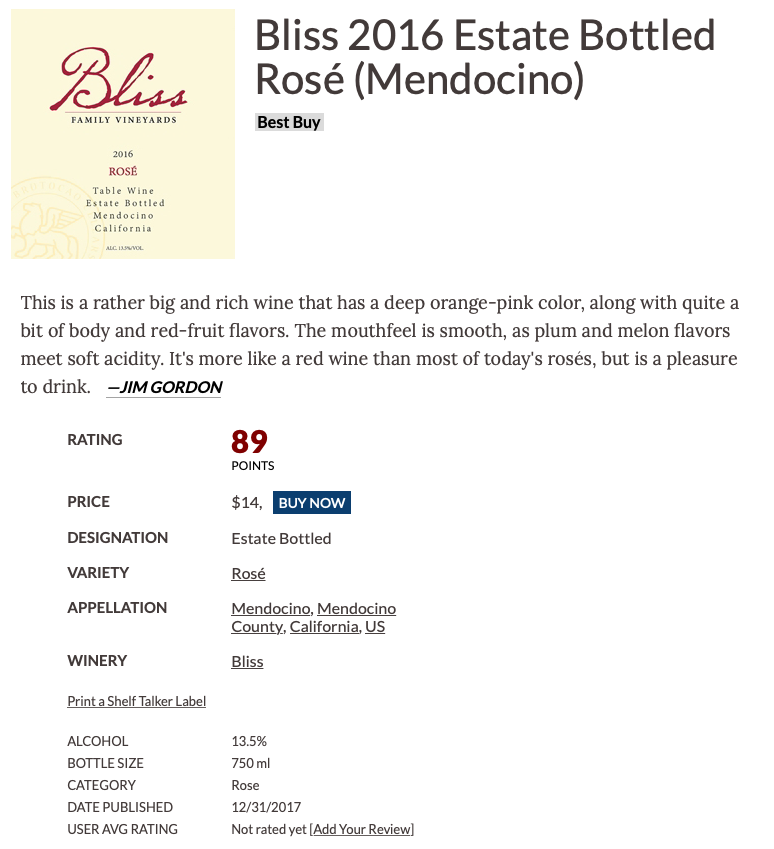 Bliss
FAMILY VINEYARDS
2016
ROSÉ
Table Wine
Estate Bottled
Mendocino
California
ALC. 13.5%/VOL.
Bliss 2016 Estate Bottled
Rosé (Mendocino)
Best Buy
This is a rather big and rich wine that has a deep orange-pink color, along with quite a
bit of body and red-fruit flavors. The mouthfeel is smooth, as plum and melon flavors
meet soft acidity. It's more like a red wine than most of today's rosés, but is a pleasure
to drink. —JIM GORDON
RATING 89
POINTS
PRICE $14, BUY NOW
DESIGNATION Estate Bottled
VARIETY Rosé
APPELLATION Mendocino, Mendocino
County, California, US
WINERY Bliss
Print a Shelf Talker Label
ALCOHOL 13.5%
BOTTLE SIZE 750 ml
CATEGORY Rose
DATE PUBLISHED 12/31/2017
USER AVG RATING Not rated yet [Add Your Review]